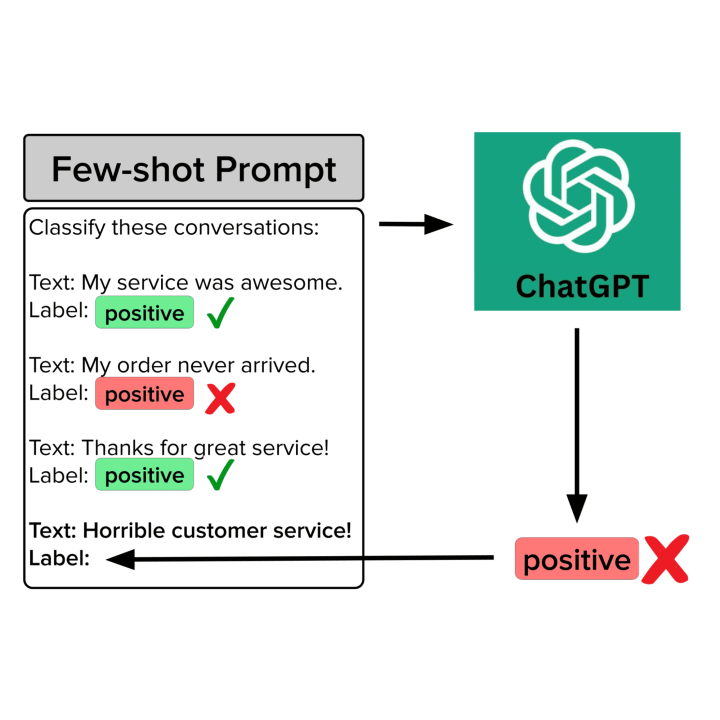 Few-shot Prompt
Classify these conversations:
Text: My service was awesome.
Label: positive
Text: My order never arrived.
Label: positive
Text: Thanks for great service!
Label: positive
Text: Horrible customer service!
Label:
ChatGPT
positive